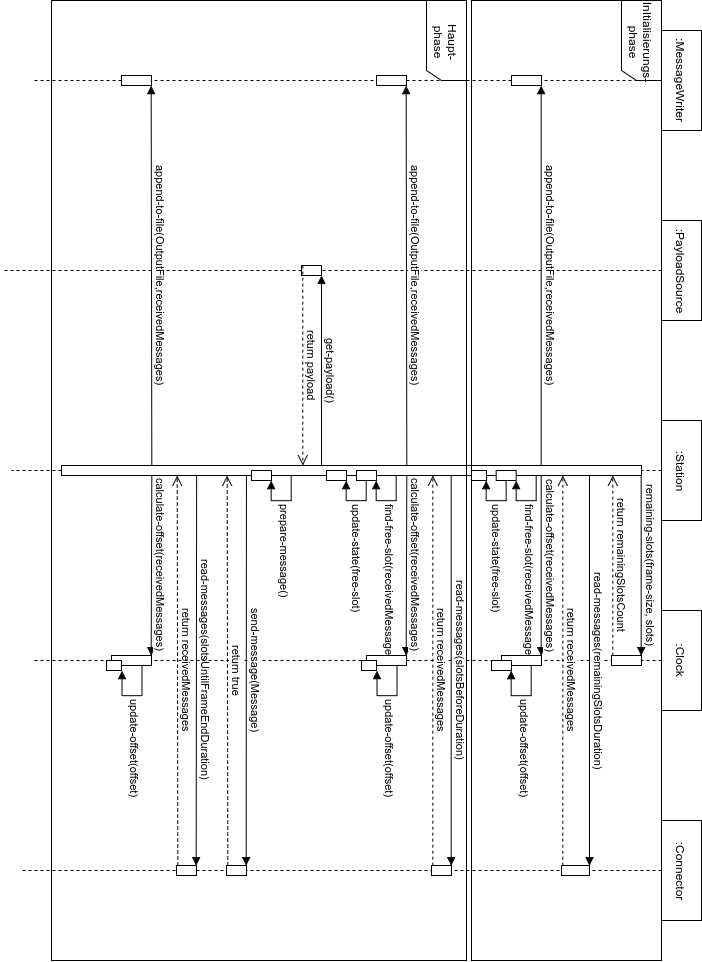 :MessageWriter
:PayloadSource
:Station
:Clock
:Connector
InItialisierungs-
phase
remaining-slots(frame-size, slots)
return remainingSlotsCount
read-messages(remainingSlotsDuration)
return receivedMessages
append-to-file(OutputFile,receivedMessages)
calculate-offset(receivedMessages)
find-free-slot(receivedMessage
update-offset(offset)
update-state(free-slot)
Haupt-
phase
read-messages(slotsBeforeDuration)
return receivedMessages
append-to-file(OutputFile,receivedMessages)
calculate-offset(receivedMessages)
find-free-slot(receivedMessage
update-offset(offset)
update-state(free-slot)
get-payload()
return payload
prepare-message()
send-message(Message)
return true
read-messages(slotsUntilFrameEndDuration)
return receivedMessages
append-to-file(OutputFile,receivedMessages)
calculate-offset(receivedMessages)
update-offset(offset)